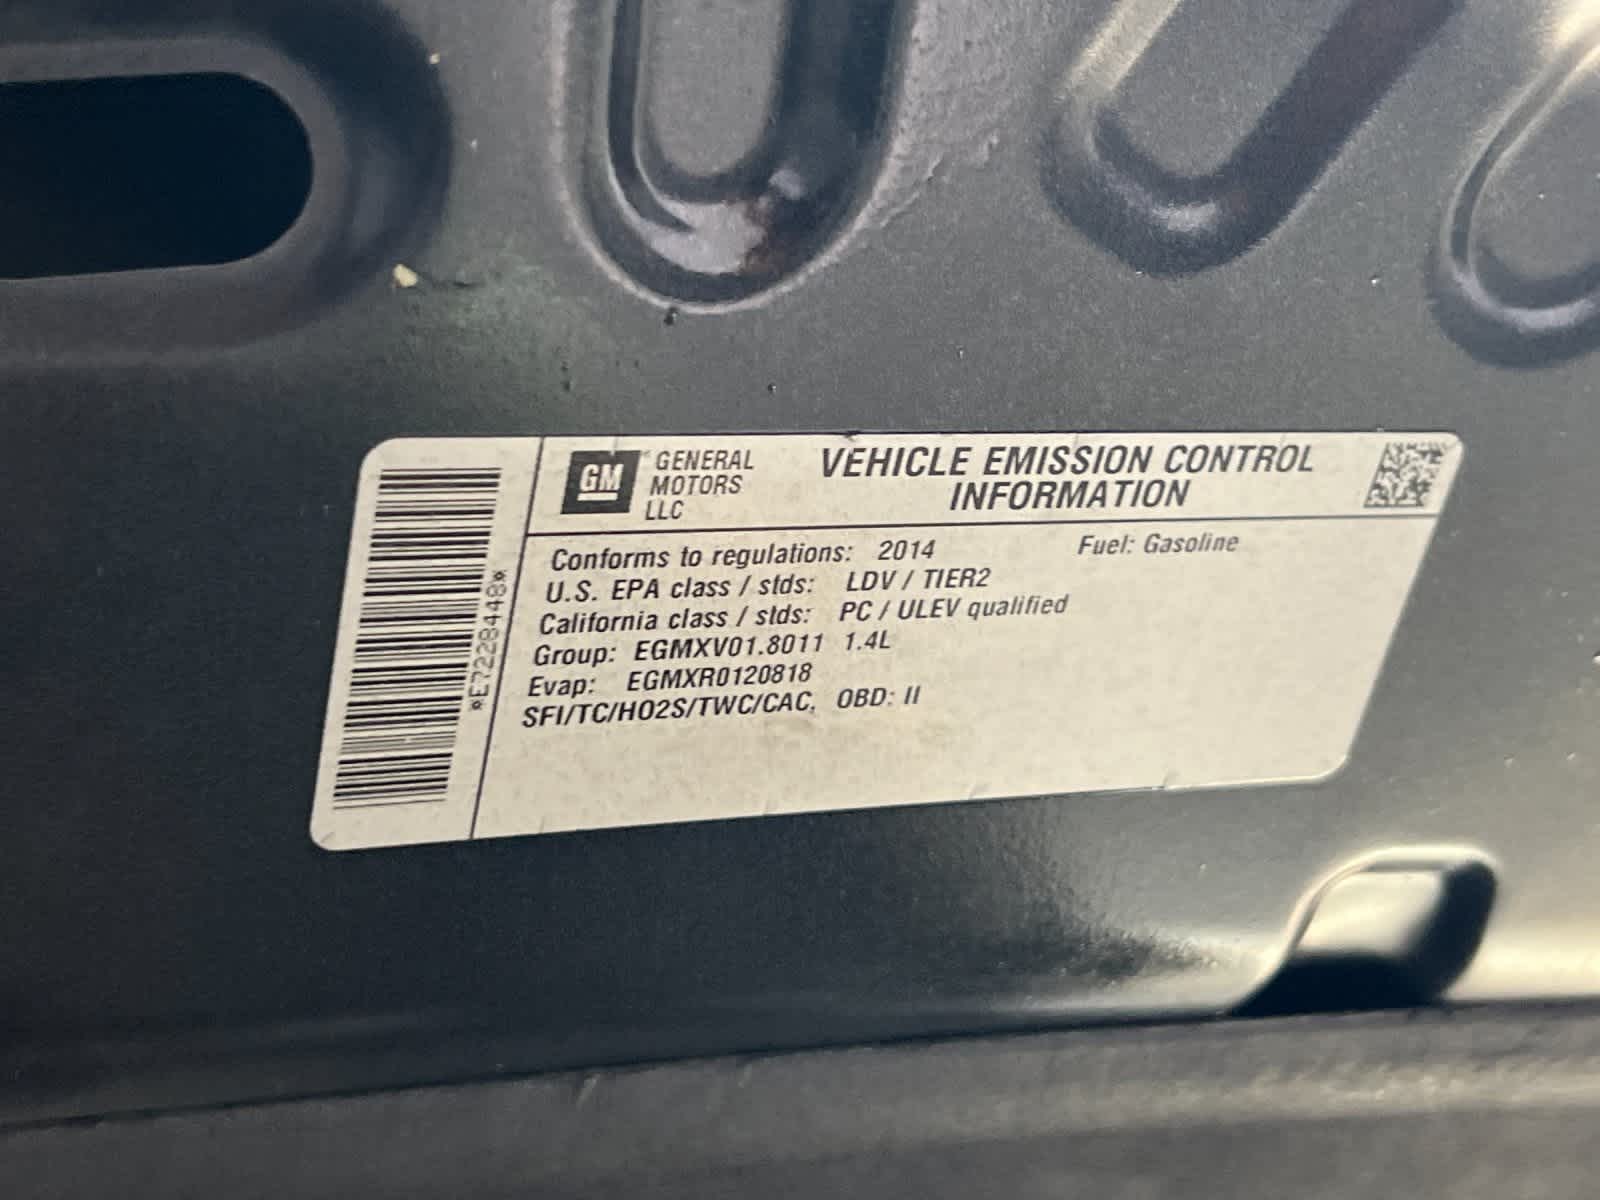 GM
GENERAL
MOTORS
LLC
VEHICLE EMISSION CONTROL
INFORMATION
Conforms to regulations: 2014 Fuel: Gasoline
U.S. EPA class / stds: LDV / TIER2
California class / stds: PC / ULEV qualified
Group: EGMXV01.8011 1.4L
Evap: EGMXR0120818
SFI/TC/HO2S/TWC/CAC, OBD: II
*E7228448*